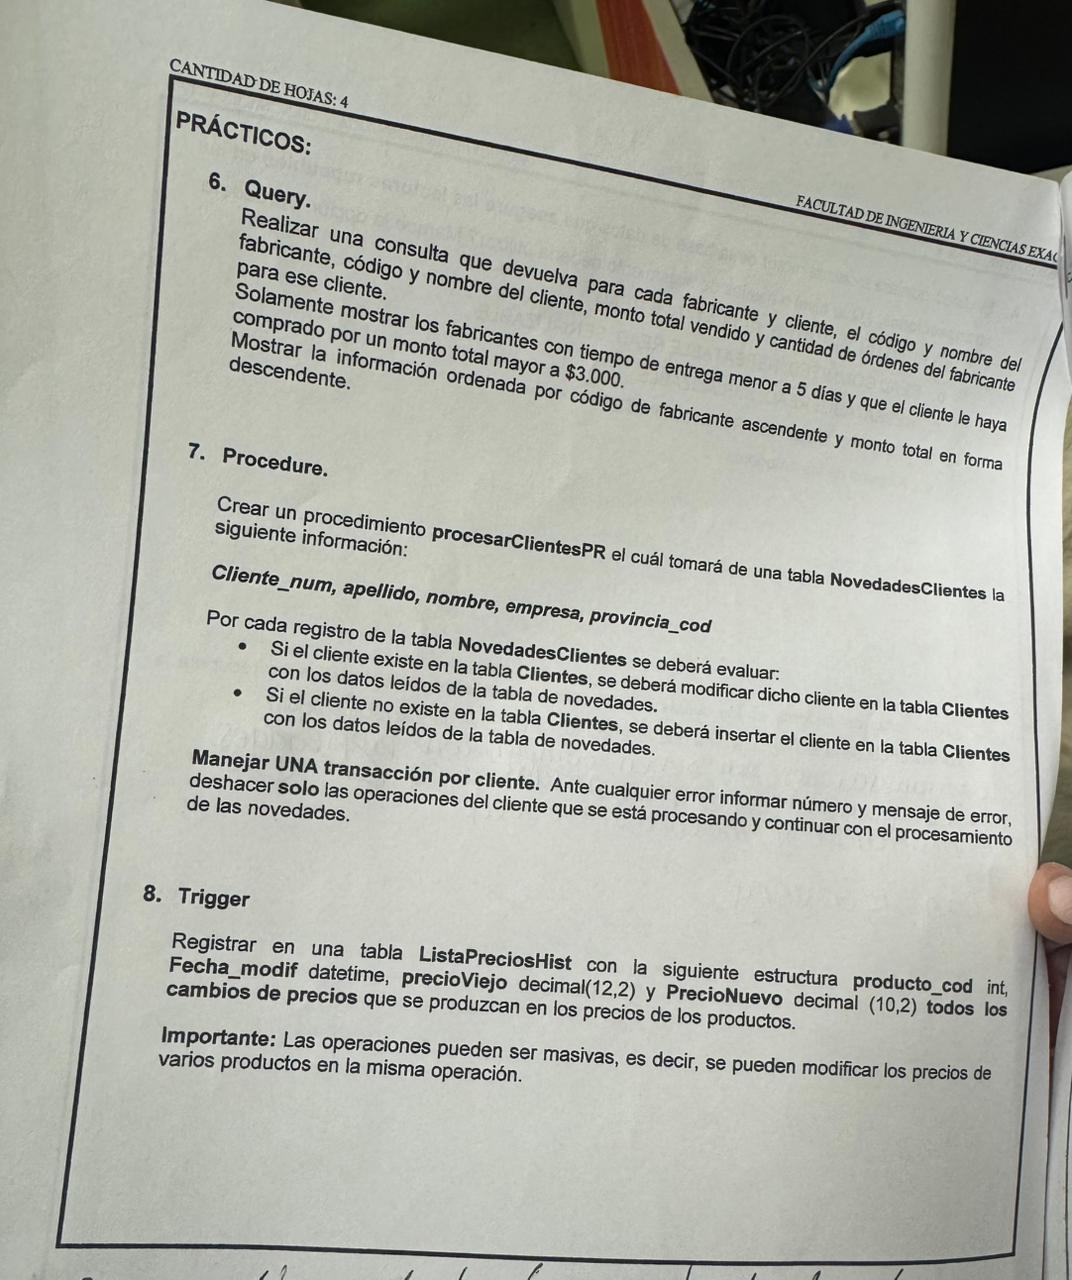 CANTIDAD DE HOJAS: 4
FACULTAD DE INGENIERIA Y CIENCIAS
PRÁCTICOS:
6. Query.
Realizar una consulta que devuelva para cada fabricante y cliente, el código y nombre del
fabricante, código y nombre del cliente, monto total vendido y cantidad de órdenes del fabricante
para ese cliente.
Solamente mostrar los fabricantes con tiempo de entrega menor a 5 días y que el cliente le haya
comprado por un monto total mayor a $3.000.
Mostrar la información ordenada por código de fabricante ascendente y monto total en forma
descendente.
7. Procedure.
Crear un procedimiento procesarClientesPR el cuál tomará de una tabla NovedadesClientes la
siguiente información:
Cliente_num, apellido, nombre, empresa, provincia_cod
Por cada registro de la tabla NovedadesClientes se deberá evaluar:
• Si el cliente existe en la tabla Clientes, se deberá modificar dicho cliente en la tabla Clientes
con los datos leídos de la tabla de novedades.
• Si el cliente no existe en la tabla Clientes, se deberá insertar el cliente en la tabla Clientes
con los datos leídos de la tabla de novedades.
Manejar UNA transacción por cliente. Ante cualquier error informar número y mensaje de error,
deshacer solo las operaciones del cliente que se está procesando y continuar con el procesamiento
de las novedades.
8. Trigger
Registrar en una tabla ListaPreciosHist con la siguiente estructura producto_cod int,
Fecha_modif datetime, precioViejo decimal(12,2) y PrecioNuevo decimal (10,2) todos los
cambios de precios que se produzcan en los precios de los productos.
Importante: Las operaciones pueden ser masivas, es decir, se pueden modificar los precios de
varios productos en la misma operación.